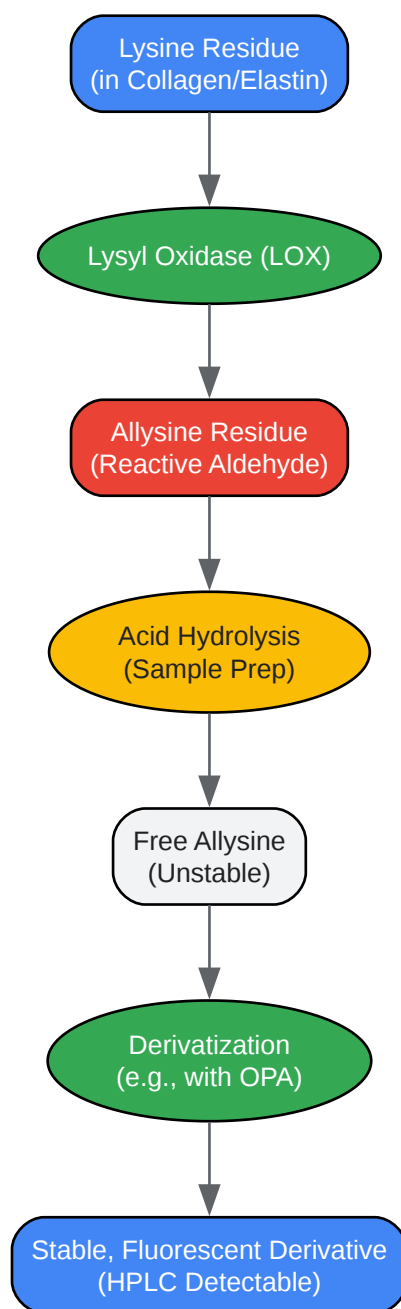 Lysine Residue
(in Collagen/Elastin)
Lysyl Oxidase (LOX)
Allysine Residue
(Reactive Aldehyde)
Acid Hydrolysis
(Sample Prep)
Free Allysine
(Unstable)
Derivatization
(e.g., with OPA)
Stable, Fluorescent Derivative
(HPLC Detectable)